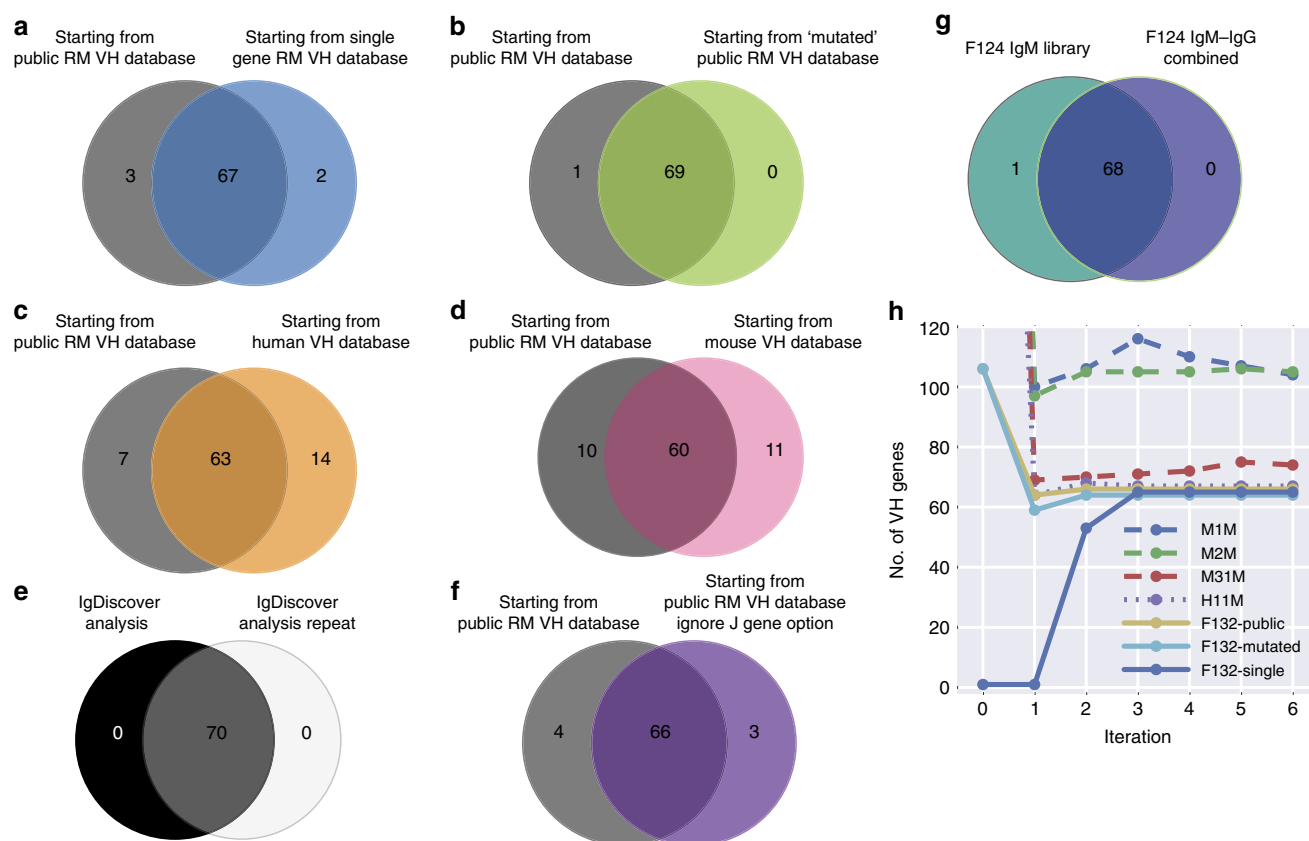 a
Starting from
public RM VH database
Starting from single
gene RM VH database
3
67
2
b
Starting from
public RM VH database
Starting from ‘mutated’
public RM VH database
1
69
0
g
F124 IgM library
F124 IgM–IgG
combined
1
68
0
c
Starting from
public RM VH database
Starting from
human VH database
7
63
14
d
Starting from
public RM VH database
Starting from
mouse VH database
10
60
11
e
IgDiscover
analysis
IgDiscover
analysis repeat
0
70
0
f
Starting from
public RM VH database
Starting from
public RM VH database
ignore J gene option
4
66
3
h
No. of VH genes
120
100
80
60
40
20
0
M1M
M2M
M31M
H11M
F132-public
F132-mutated
F132-single
0 1 2 3 4 5 6
Iteration